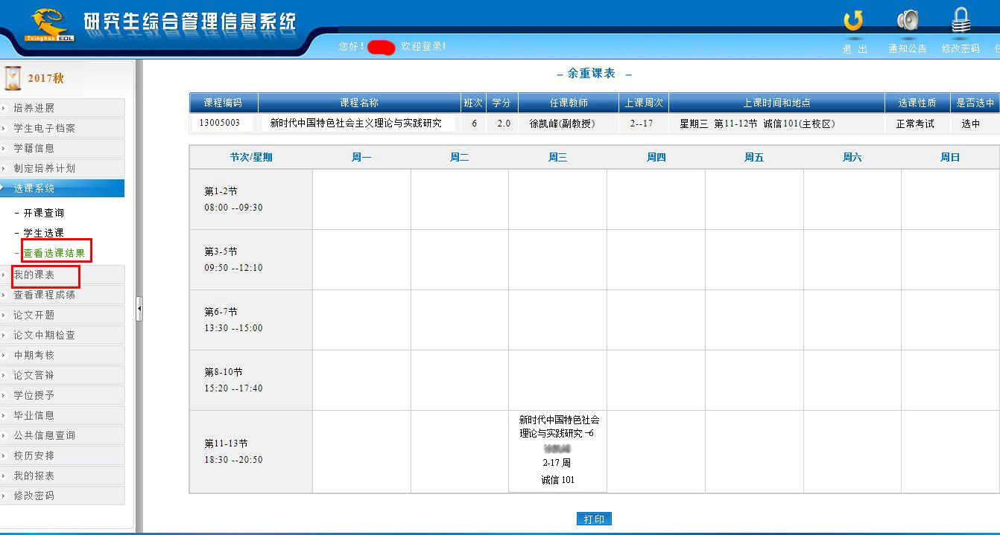 研究生综合管理信息系统
Tsinghua EDL
您好! 欢迎登录!
退 出
通知公告
修改密码
2017秋
培养进展
学生电子档案
学籍信息
制定培养计划
选课系统
- 开课查询
- 学生选课
- 查看选课结果
我的课表
查看课程成绩
论文开题
论文中期检查
中期考核
论文答辩
学位授予
毕业信息
公共信息查询
校历安排
我的报表
修改密码
– 余重课表 –
课程编码 课程名称 班次 学分 任课教师 上课周次 上课时间和地点 选课性质 是否选中
13005003 新时代中国特色社会主义理论与实践研究 6 2.0 徐凯峰(副教授) 2--17 星期三 第11-12节 诚信101(主校区) 正常考试 选中
节次/星期 周一 周二 周三 周四 周五 周六 周日
第1-2节
08:00 --09:30
第3-5节
09:50 --12:10
第6-7节
13:30 --15:00
第8-10节
15:20 --17:40
第11-13节
18:30 --20:50
新时代中国特色社会
理论与实践研究 -6
2-17 周
诚信 101
打印